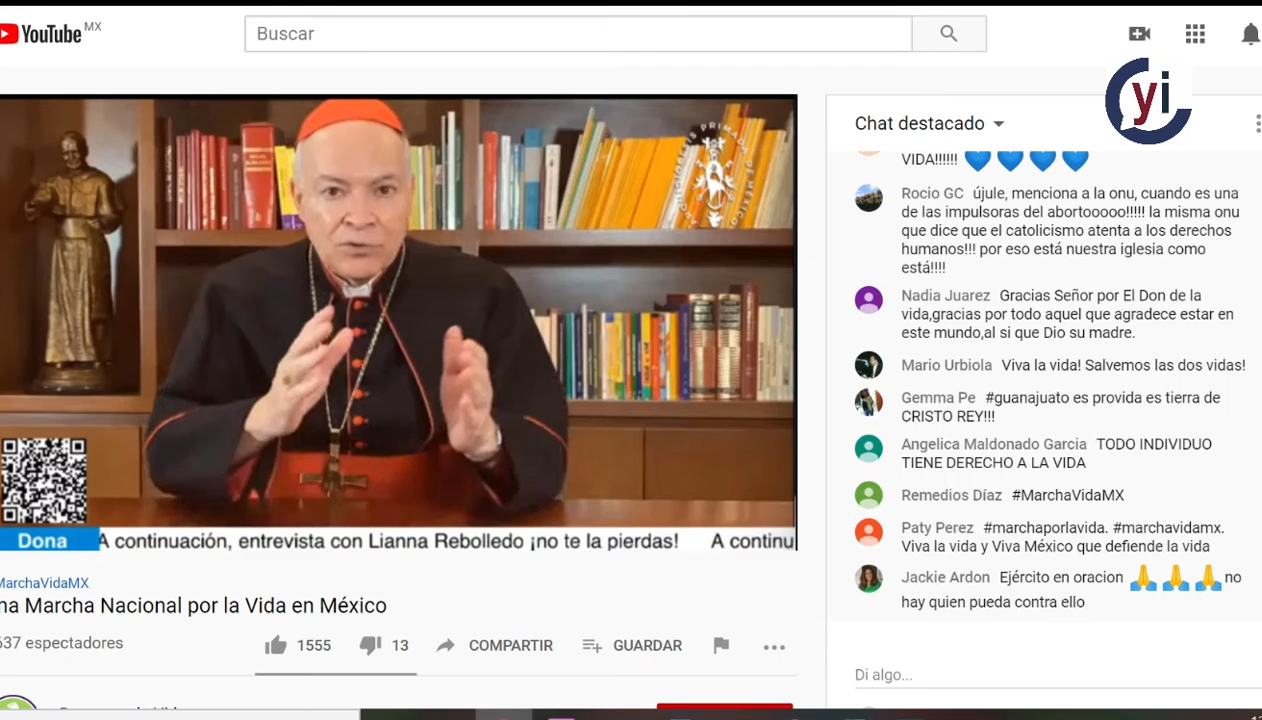 YouTube MX
Buscar
yi
Chat destacado
VIDA!!!!!! 💙 💙 💙 💙
Rocio GC újule, menciona a la onu, cuando es una
de las impulsoras del abortooooo!!!!! la misma onu
que dice que el catolicismo atenta a los derechos
humanos!!! por eso está nuestra iglesia como
está!!!!
Nadia Juarez Gracias Señor por El Don de la
vida,gracias por todo aquel que agradece estar en
este mundo,al si que Dio su madre.
Mario Urbiola Viva la vida! Salvemos las dos vidas!
Gemma Pe #guanajuato es provida es tierra de
CRISTO REY!!!
Angelica Maldonado Garcia TODO INDIVIDUO
TIENE DERECHO A LA VIDA
Remedios Díaz #MarchaVidaMX
Paty Perez #marchaporlavida. #marchavidamx.
Viva la vida y Viva México que defiende la vida
Jackie Ardon Ejército en oracion 🙏 🙏 🙏 no
hay quien pueda contra ello
Di algo...
Dona
A continuación, entrevista con Lianna Rebolledo ¡no te la pierdas! A continu
MarchaVidaMX
na Marcha Nacional por la Vida en México
637 espectadores
1555
13
COMPARTIR
GUARDAR